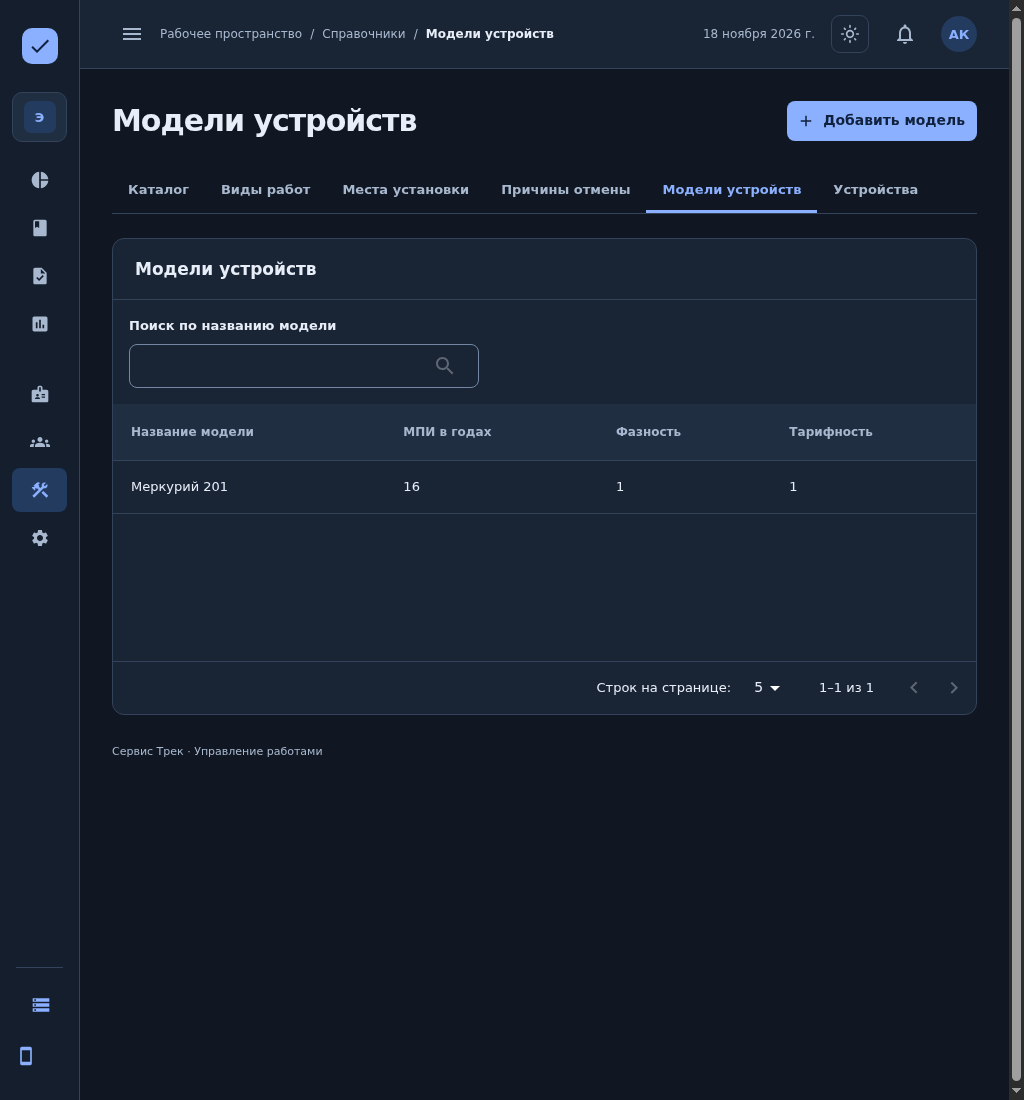 Рабочее пространство / Справочники / Модели устройств
18 ноября 2026 г.
АК
Э
Модели устройств
Добавить модель
Каталог
Виды работ
Места установки
Причины отмены
Модели устройств
Устройства
Модели устройств
Поиск по названию модели
Название модели
МПИ в годах
Фазность
Тарифность
Меркурий 201
16
1
1
Строк на странице:
5
1–1 из 1
Сервис Трек · Управление работами